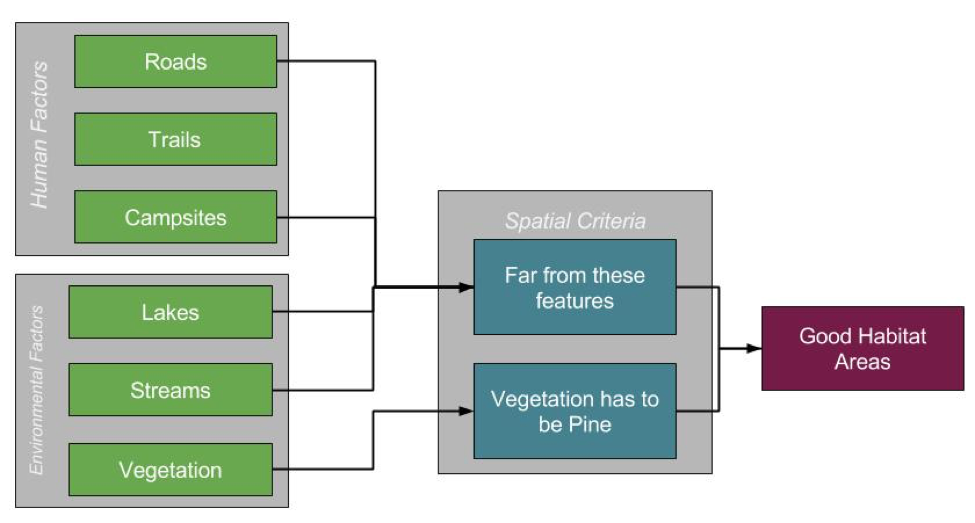 Human Factors
Roads
Trails
Campsites
Environmental Factors
Lakes
Streams
Vegetation
Spatial Criteria
Far from these
features
Vegetation has to
be Pine
Good Habitat
Areas